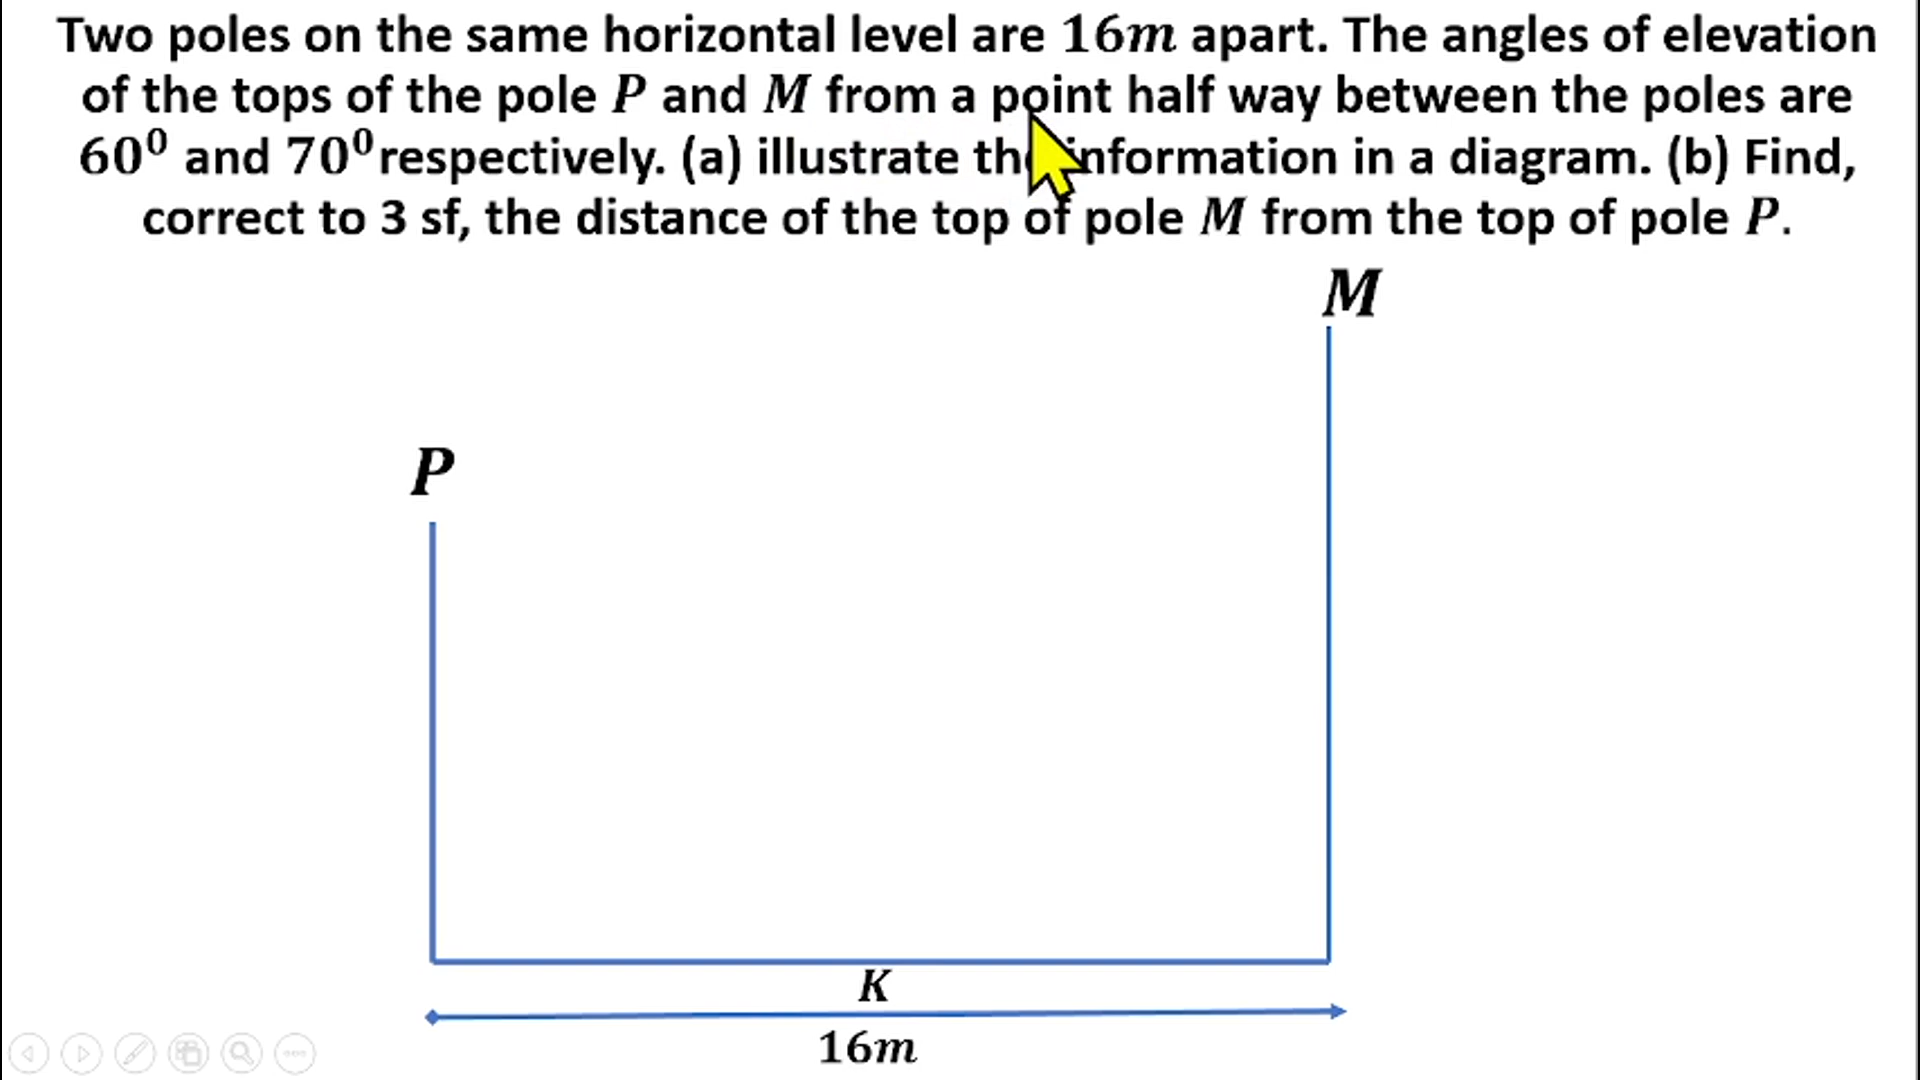 Two poles on the same horizontal level are 16m apart. The angles of elevation
of the tops of the pole P and M from a point half way between the poles are
60⁰ and 70⁰ respectively. (a) illustrate the information in a diagram. (b) Find,
correct to 3 sf, the distance of the top of pole M from the top of pole P.
M
P
K
16m